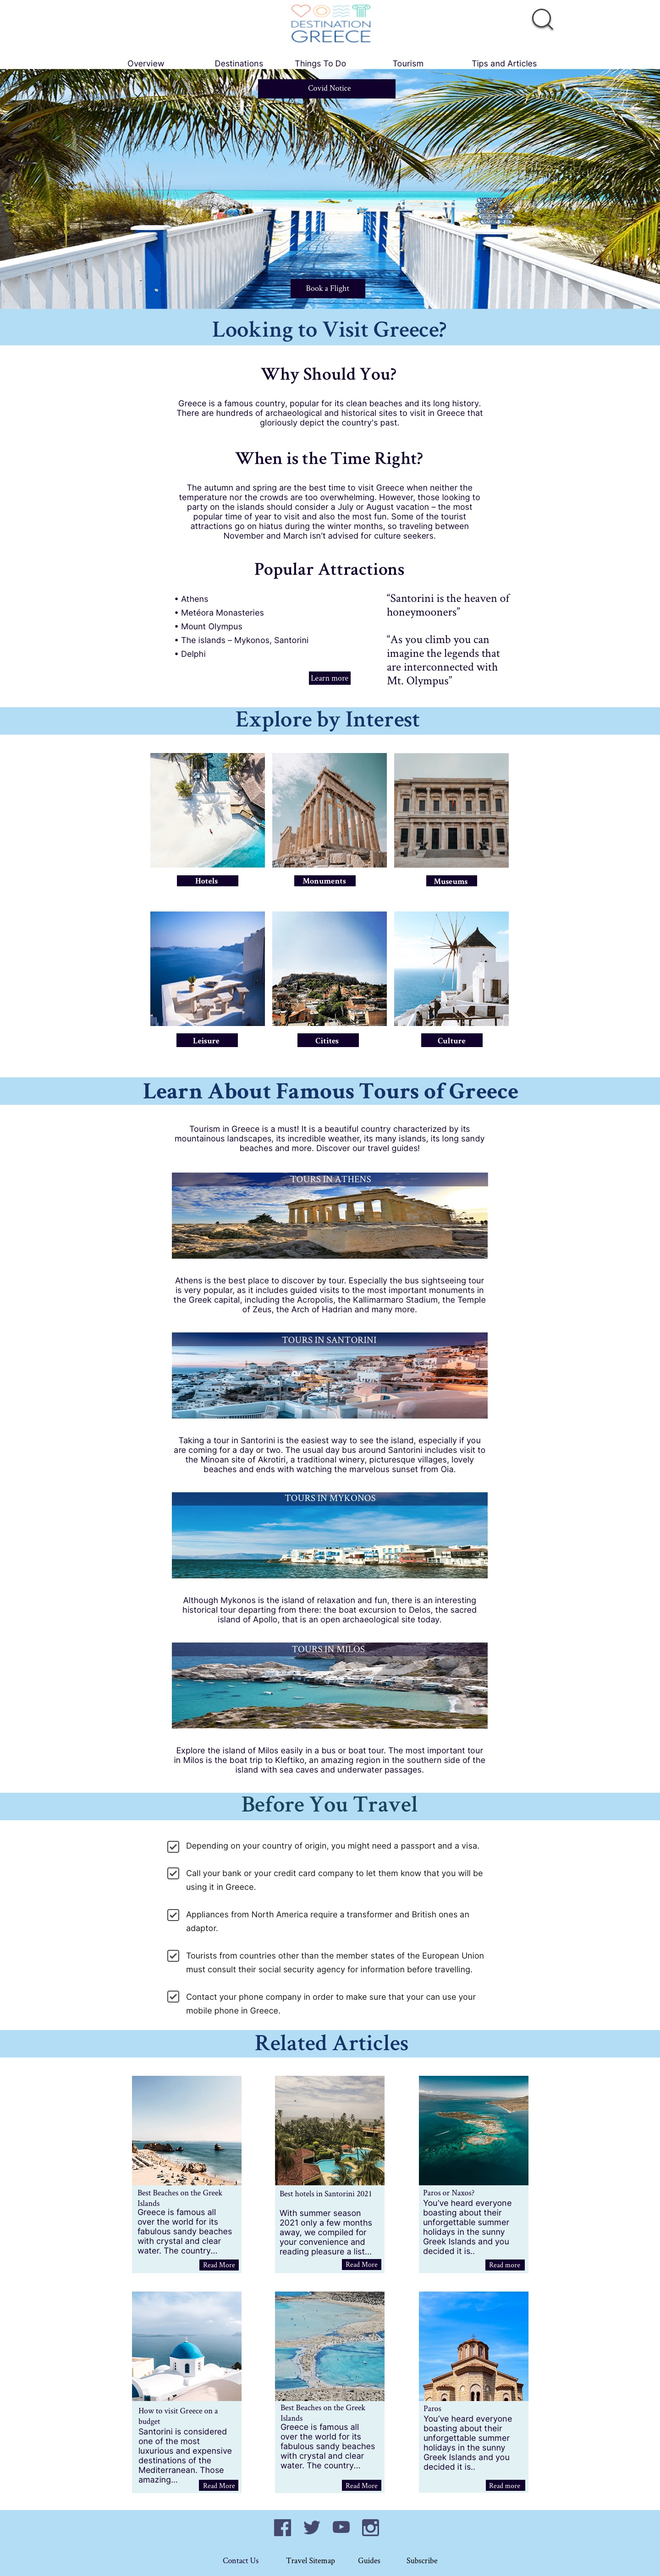 DESTINATION
GREECE
Overview
Destinations
Things To Do
Tourism
Tips and Articles
Covid Notice
Book a Flight
Looking to Visit Greece?
Why Should You?
Greece is a famous country, popular for its clean beaches and its long history.
There are hundreds of archaeological and historical sites to visit in Greece that
gloriously depict the country's past.
When is the Time Right?
The autumn and spring are the best time to visit Greece when neither the
temperature nor the crowds are too overwhelming. However, those looking to
party on the islands should consider a July or August vacation – the most
popular time of year to visit and also the most fun. Some of the tourist
attractions go on hiatus during the winter months, so traveling between
November and March isn't advised for culture seekers.
Popular Attractions
• Athens
• Metéora Monasteries
• Mount Olympus
• The islands – Mykonos, Santorini
• Delphi
Learn more
“Santorini is the heaven of
honeymooners”
“As you climb you can
imagine the legends that
are interconnected with
Mt. Olympus”
Explore by Interest
Hotels
Monuments
Museums
Leisure
Citites
Culture
Learn About Famous Tours of Greece
Tourism in Greece is a must! It is a beautiful country characterized by its
mountainous landscapes, its incredible weather, its many islands, its long sandy
beaches and more. Discover our travel guides!
TOURS IN ATHENS
Athens is the best place to discover by tour. Especially the bus sightseeing tour
is very popular, as it includes guided visits to the most important monuments in
the Greek capital, including the Acropolis, the Kallimarmaro Stadium, the Temple
of Zeus, the Arch of Hadrian and many more.
TOURS IN SANTORINI
Taking a tour in Santorini is the easiest way to see the island, especially if you
are coming for a day or two. The usual day bus around Santorini includes visit to
the Minoan site of Akrotiri, a traditional winery, picturesque villages, lovely
beaches and ends with watching the marvelous sunset from Oia.
TOURS IN MYKONOS
Although Mykonos is the island of relaxation and fun, there is an interesting
historical tour departing from there: the boat excursion to Delos, the sacred
island of Apollo, that is an open archaeological site today.
TOURS IN MILOS
Explore the island of Milos easily in a bus or boat tour. The most important tour
in Milos is the boat trip to Kleftiko, an amazing region in the southern side of the
island with sea caves and underwater passages.
Before You Travel
Depending on your country of origin, you might need a passport and a visa.
Call your bank or your credit card company to let them know that you will be
using it in Greece.
Appliances from North America require a transformer and British ones an
adaptor.
Tourists from countries other than the member states of the European Union
must consult their social security agency for information before travelling.
Contact your phone company in order to make sure that your can use your
mobile phone in Greece.
Related Articles
Best Beaches on the Greek
Islands
Greece is famous all
over the world for its
fabulous sandy beaches
with crystal and clear
water. The country...
Read More
Best hotels in Santorini 2021
With summer season
2021 only a few months
away, we compiled for
your convenience and
reading pleasure a list...
Read More
Paros or Naxos?
You've heard everyone
boasting about their
unforgettable summer
holidays in the sunny
Greek Islands and you
decided it is..
Read more
How to visit Greece on a
budget
Santorini is considered
one of the most
luxurious and expensive
destinations of the
Mediterranean. Those
amazing...
Read More
Best Beaches on the Greek
Islands
Greece is famous all
over the world for its
fabulous sandy beaches
with crystal and clear
water. The country...
Read More
Paros
You've heard everyone
boasting about their
unforgettable summer
holidays in the sunny
Greek Islands and you
decided it is..
Read more
Contact Us
Travel Sitemap
Guides
Subscribe